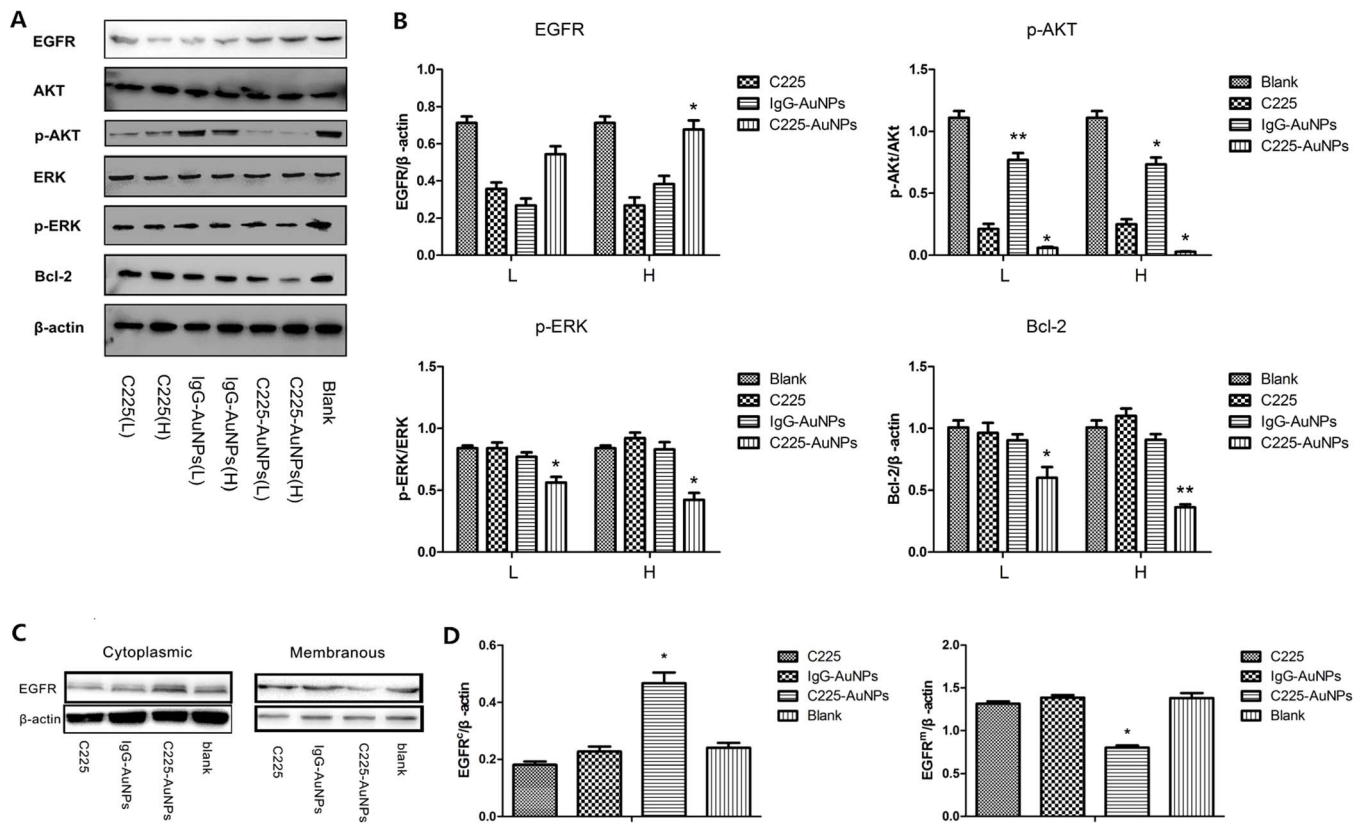 A
EGFR
AKT
p-AKT
ERK
p-ERK
Bcl-2
β-actin
C225(L)
C225(H)
IgG-AuNPs(L)
IgG-AuNPs(H)
C225-AuNPs(L)
C225-AuNPs(H)
Blank
B
EGFR
EGFR/β -actin
1.0
0.8
0.6
0.4
0.2
0.0
*
L
H
C225
IgG-AuNPs
C225-AuNPs
p-AKT
p-AKt/AKt
1.5
1.0
0.5
0.0
**
*
*
*
L
H
Blank
C225
IgG-AuNPs
C225-AuNPs
p-ERK
p-ERK/ERK
1.5
1.0
0.5
0.0
*
*
L
H
Blank
C225
IgG-AuNPs
C225-AuNPs
Bcl-2
Bcl-2/β -actin
1.5
1.0
0.5
0.0
*
**
L
H
Blank
C225
IgG-AuNPs
C225-AuNPs
C
Cytoplasmic
Membranous
EGFR
β-actin
C225
IgG-AuNPs
C225-AuNPs
blank
C225
IgG-AuNPs
C225-AuNPs
blank
D
EGFRᶜ/β -actin
0.6
0.4
0.2
0.0
*
C225
IgG-AuNPs
C225-AuNPs
Blank
EGFRᵐ/β -actin
2.0
1.5
1.0
0.5
0.0
*
C225
IgG-AuNPs
C225-AuNPs
Blank